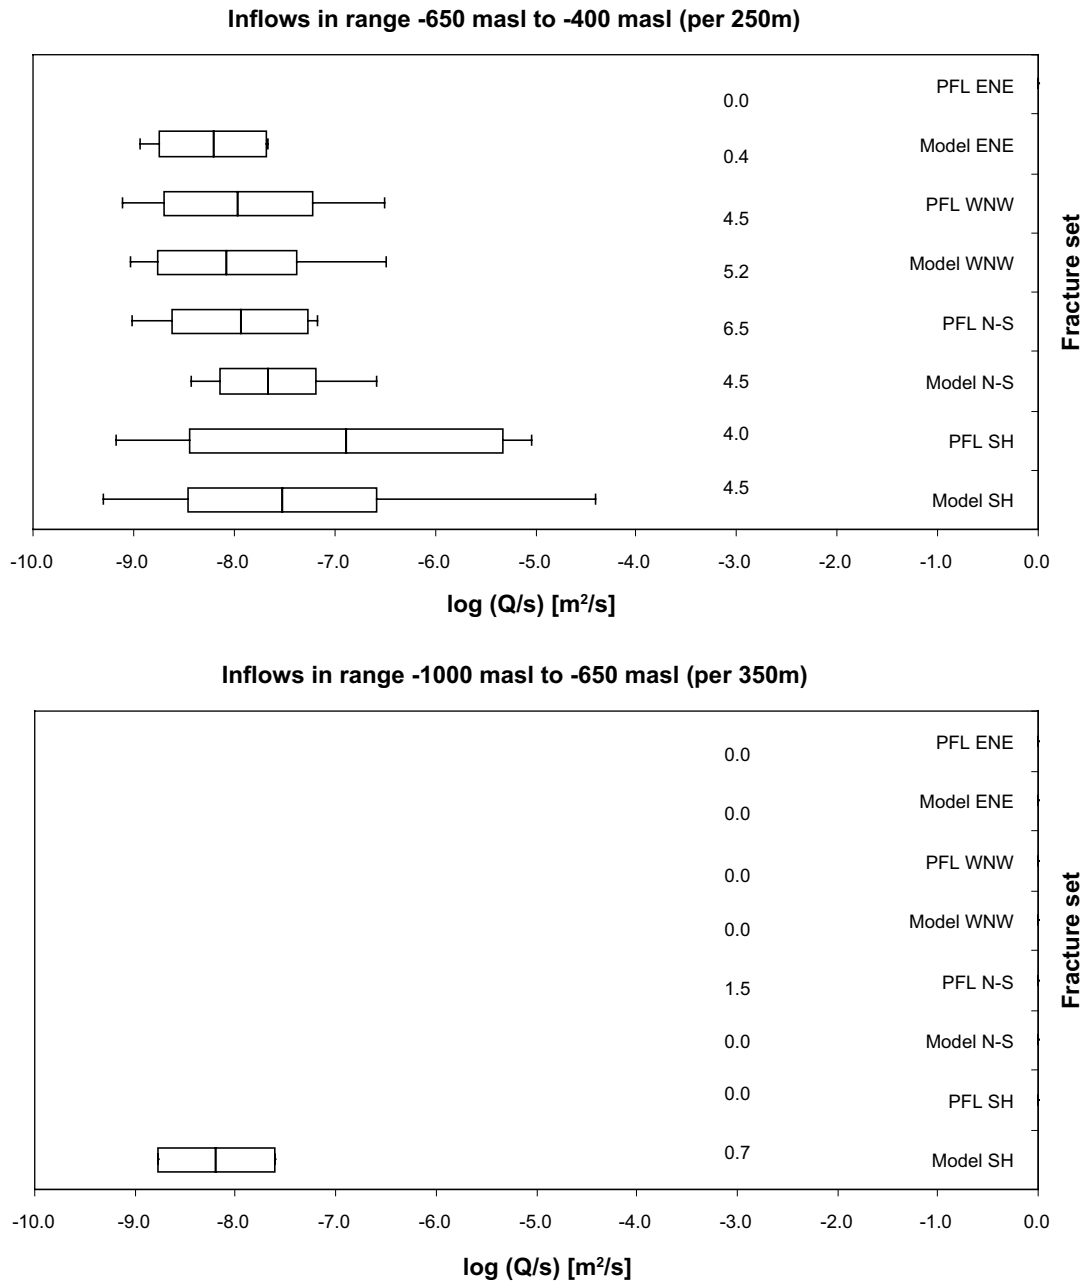 Inflows in range -650 masl to -400 masl (per 250m)
0.0 PFL ENE
0.4 Model ENE
4.5 PFL WNW
5.2 Model WNW
6.5 PFL N-S
4.5 Model N-S
4.0 PFL SH
4.5 Model SH
Fracture set
-10.0 -9.0 -8.0 -7.0 -6.0 -5.0 -4.0 -3.0 -2.0 -1.0 0.0
log (Q/s) [m²/s]
Inflows in range -1000 masl to -650 masl (per 350m)
0.0 PFL ENE
0.0 Model ENE
0.0 PFL WNW
0.0 Model WNW
1.5 PFL N-S
0.0 Model N-S
0.0 PFL SH
0.7 Model SH
Fracture set
-10.0 -9.0 -8.0 -7.0 -6.0 -5.0 -4.0 -3.0 -2.0 -1.0 0.0
log (Q/s) [m²/s]